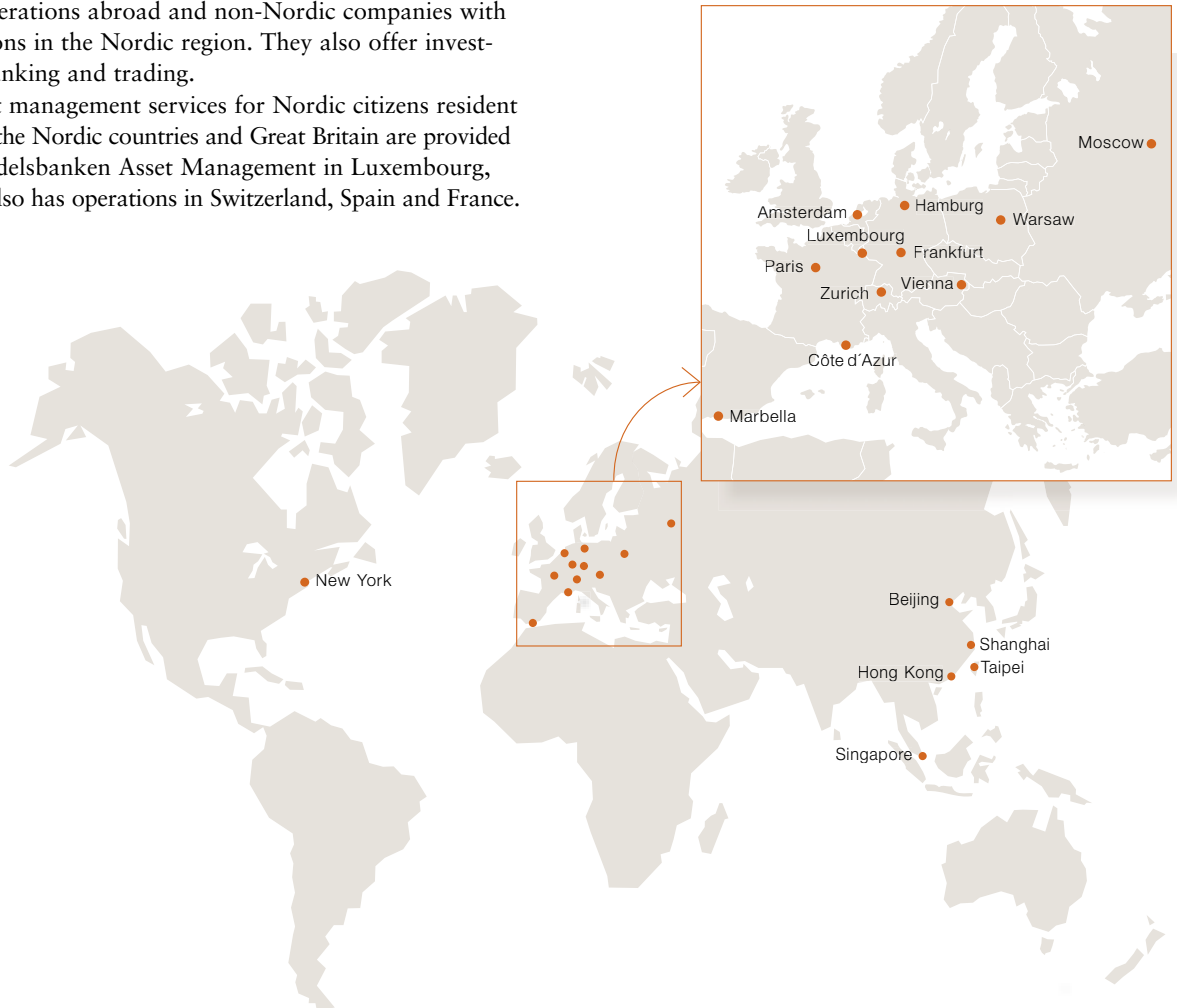 erations abroad and non-Nordic companies with
ons in the Nordic region. They also offer invest-
nking and trading.
management services for Nordic citizens resident
the Nordic countries and Great Britain are provided
delsbanken Asset Management in Luxembourg,
lso has operations in Switzerland, Spain and France.
Moscow
Amsterdam
Hamburg
Warsaw
Luxembourg
Frankfurt
Paris
Zurich
Vienna
Côte d´Azur
Marbella
New York
Beijing
Shanghai
Taipei
Hong Kong
Singapore